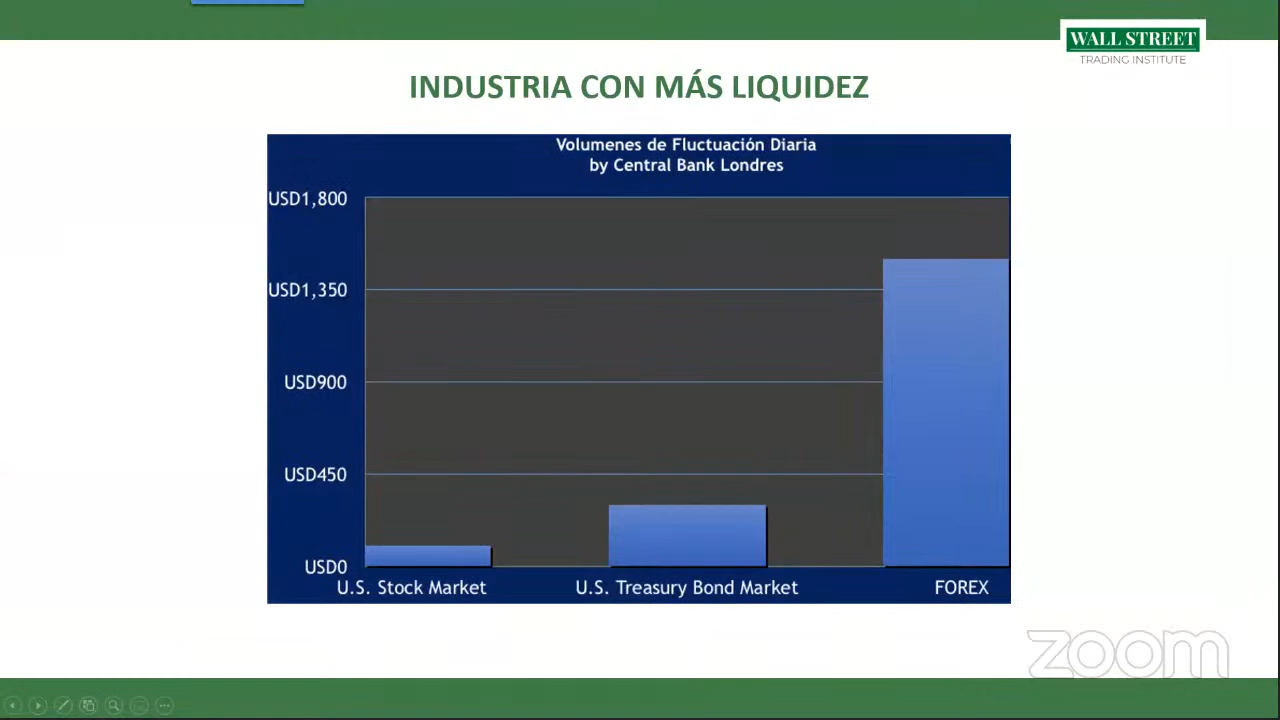 WALL STREET
TRADING INSTITUTE
INDUSTRIA CON MÁS LIQUIDEZ
Volumenes de Fluctuación Diaria
by Central Bank Londres
USD1,800
USD1,350
USD900
USD450
USD0
U.S. Stock Market
U.S. Treasury Bond Market
FOREX
zoom